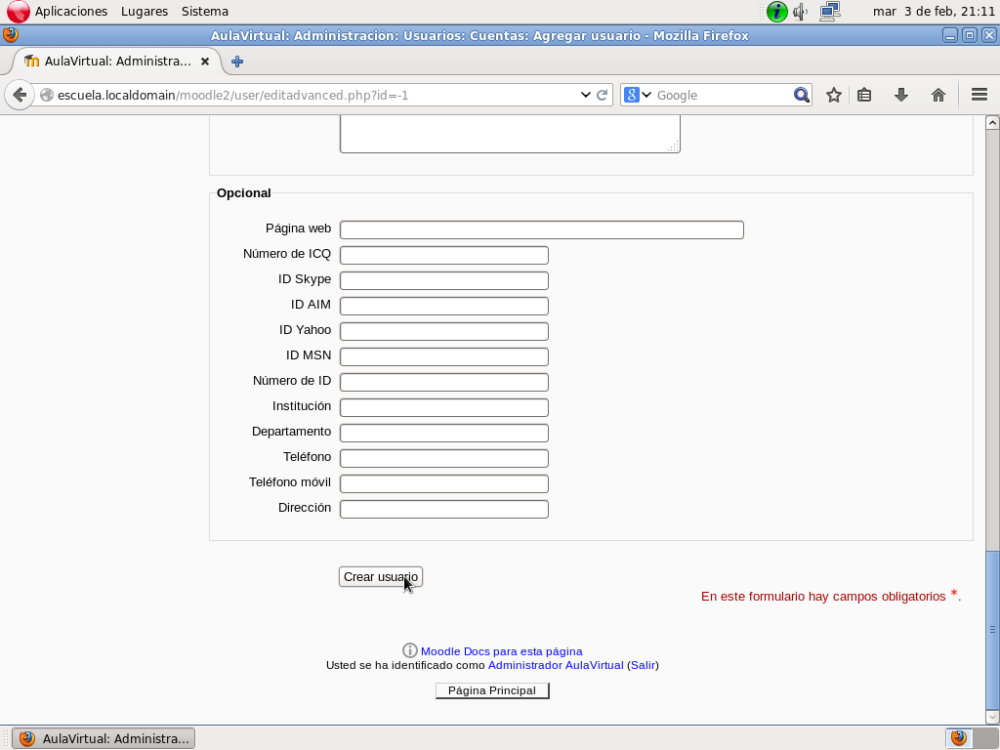 Aplicaciones Lugares Sistema mar 3 de feb, 21:11
AulaVirtual: Administración: Usuarios: Cuentas: Agregar usuario - Mozilla Firefox
AulaVirtual: Administra...
escuela.localdomain/moodle2/user/editadvanced.php?id=-1 Google
Opcional
Página web
Número de ICQ
ID Skype
ID AIM
ID Yahoo
ID MSN
Número de ID
Institución
Departamento
Teléfono
Teléfono móvil
Dirección
Crear usuario
En este formulario hay campos obligatorios *.
Moodle Docs para esta página
Usted se ha identificado como Administrador AulaVirtual (Salir)
Página Principal
AulaVirtual: Administra...